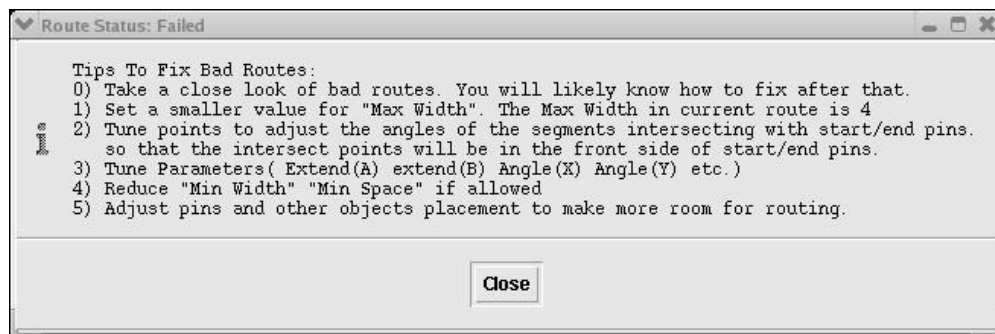 Route Status: Failed
Tips To Fix Bad Routes:
0) Take a close look of bad routes. You will likely know how to fix after that.
1) Set a smaller value for "Max Width". The Max Width in current route is 4
2) Tune points to adjust the angles of the segments intersecting with start/end pins.
so that the intersect points will be in the front side of start/end pins.
3) Tune Parameters( Extend(A) extend(B) Angle(X) Angle(Y) etc.)
4) Reduce "Min Width" "Min Space" if allowed
5) Adjust pins and other objects placement to make more room for routing.
Close